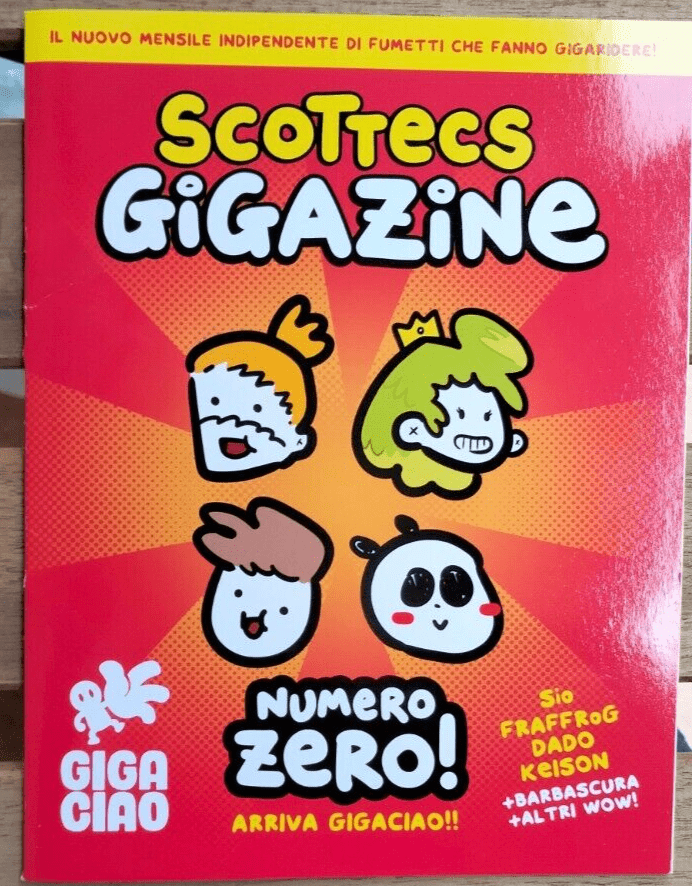 IL NUOVO MENSILE INDIPENDENTE DI FUMETTI CHE FANNO GIGARIDERE!
SCOTTECS
GIGAZINE
NUMERO
ZERO!
ARRIVA GIGACIAO!!
GIGA
CIAO
SIO
FRAFFROG
DADO
KEISON
+BARBASCURA
+ALTRI WOW!